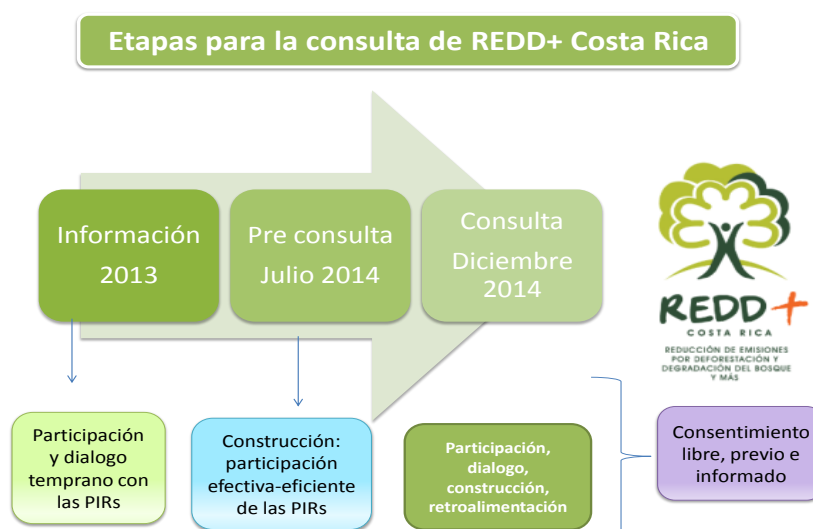 Etapas para la consulta de REDD+ Costa Rica
Información
2013
Pre consulta
Julio 2014
Consulta
Diciembre
2014
REDD+
COSTA RICA
REDUCCIÓN DE EMISIONES
POR DEFORESTACIÓN Y
DEGRADACIÓN DEL BOSQUE
Y MÁS
Participación
y dialogo
temprano con
las PIRs
Construcción:
participación
efectiva-eficiente
de las PIRs
Participación,
dialogo,
construcción,
retroalimentación
Consentimiento
libre, previo e
informado